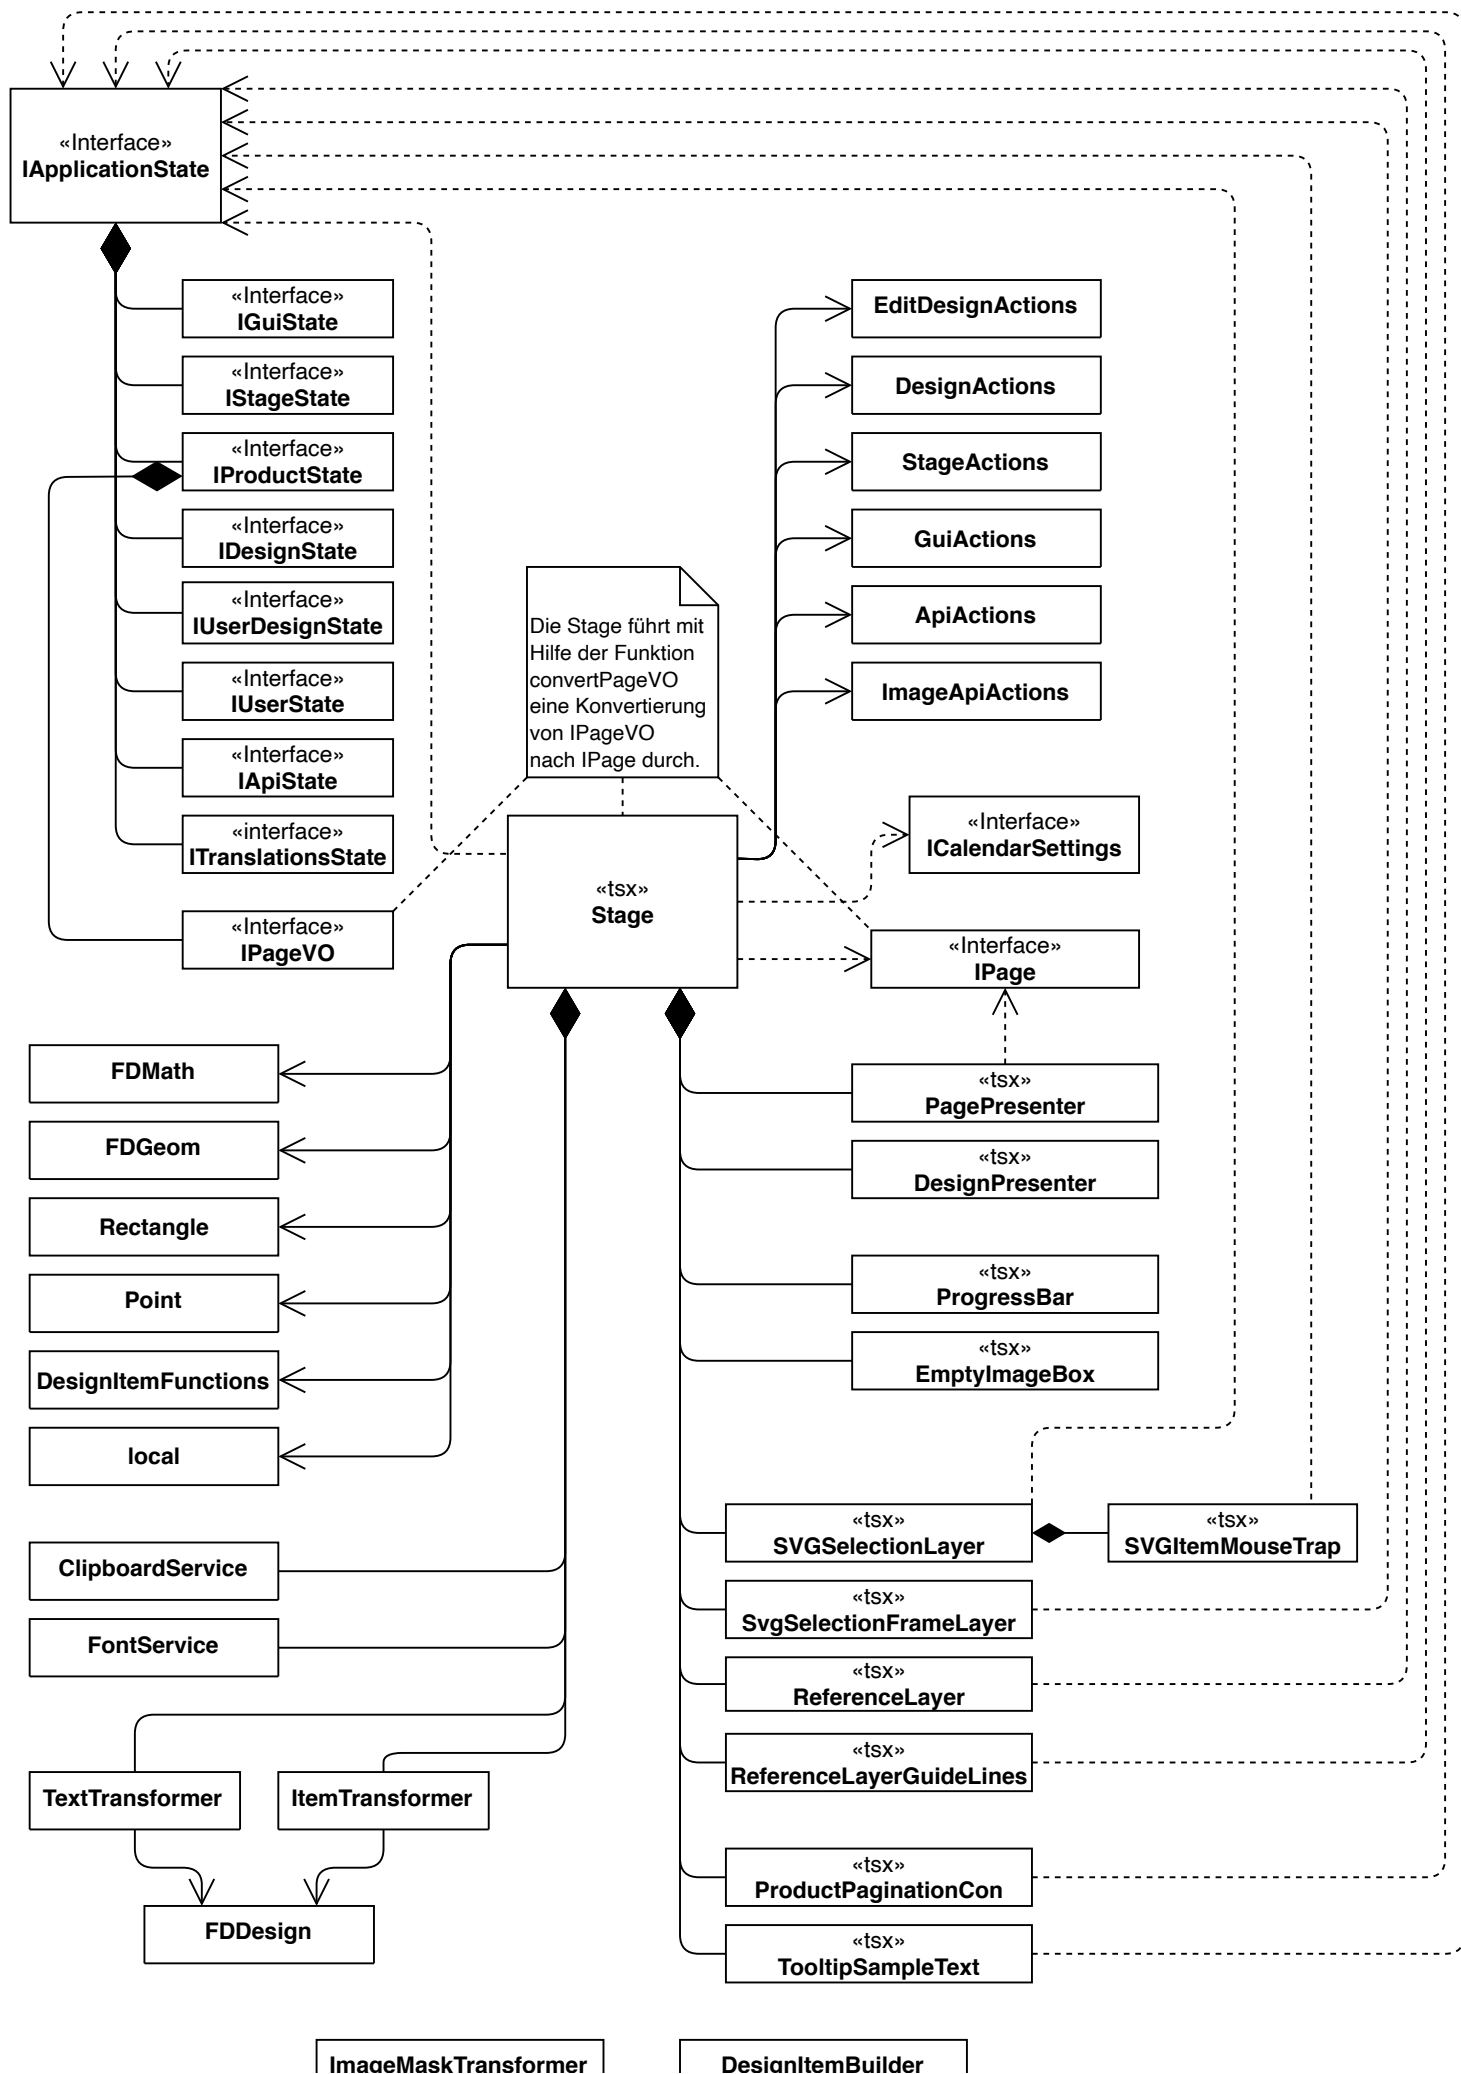 «Interface»
IApplicationState
«Interface»
IGuiState
«Interface»
IStageState
«Interface»
IProductState
«Interface»
IDesignState
«Interface»
IUserDesignState
«Interface»
IUserState
«Interface»
IApiState
«interface»
ITranslationsState
«Interface»
IPageVO
Die Stage führt mit
Hilfe der Funktion
convertPageVO
eine Konvertierung
von IPageVO
nach IPage durch.
EditDesignActions
DesignActions
StageActions
GuiActions
ApiActions
ImageApiActions
«Interface»
ICalendarSettings
«tsx»
Stage
«Interface»
IPage
FDMath
FDGeom
Rectangle
Point
DesignItemFunctions
local
ClipboardService
FontService
TextTransformer
ItemTransformer
FDDesign
«tsx»
PagePresenter
«tsx»
DesignPresenter
«tsx»
ProgressBar
«tsx»
EmptyImageBox
«tsx»
SVGSelectionLayer
«tsx»
SVGItemMouseTrap
«tsx»
SvgSelectionFrameLayer
«tsx»
ReferenceLayer
«tsx»
ReferenceLayerGuideLines
«tsx»
ProductPaginationCon
«tsx»
TooltipSampleText
ImageMaskTransformer
DesignItemBuilder